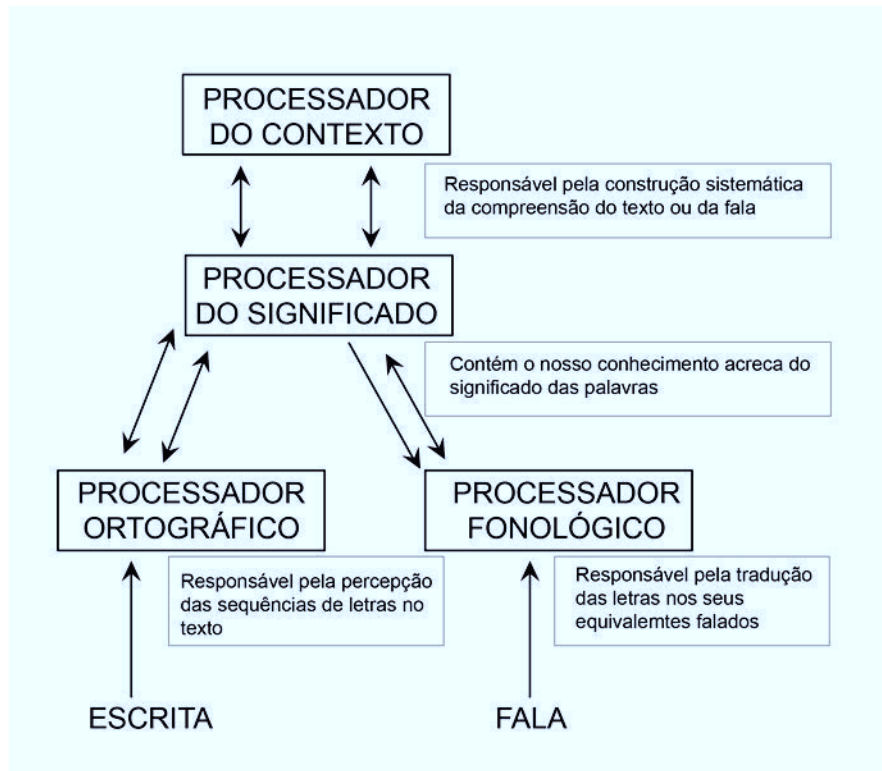 PROCESSADOR
DO CONTEXTO
Responsável pela construção sistemática
da compreensão do texto ou da fala
PROCESSADOR
DO SIGNIFICADO
Contém o nosso conhecimento acreca do
significado das palavras
PROCESSADOR
ORTOGRÁFICO
PROCESSADOR
FONOLÓGICO
Responsável pela percepção
das sequências de letras no
texto
Responsável pela tradução
das letras nos seus
equivalemtes falados
ESCRITA
FALA